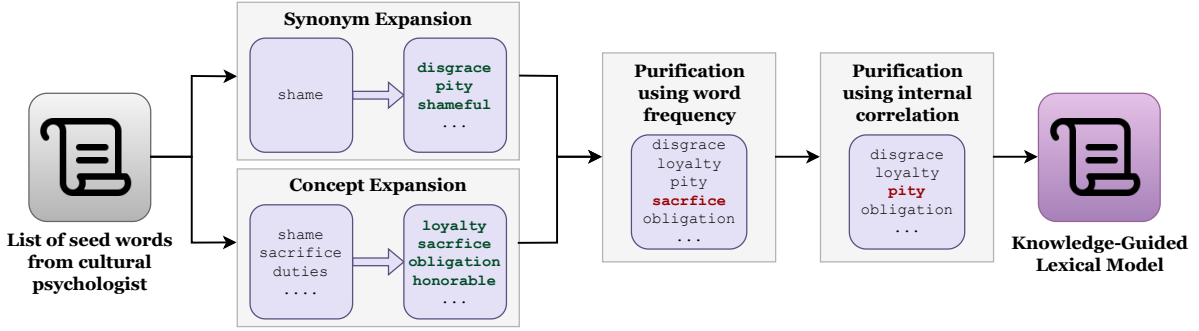 List of seed words
from cultural
psychologist
Synonym Expansion
shame
disgrace
pity
shameful
...
Concept Expansion
shame
sacrifice
duties
....
loyalty
sacrfice
obligation
honorable
...
Purification
using word
frequency
disgrace
loyalty
pity
sacrfice
obligation
...
Purification
using internal
correlation
disgrace
loyalty
pity
obligation
...
Knowledge-Guided
Lexical Model